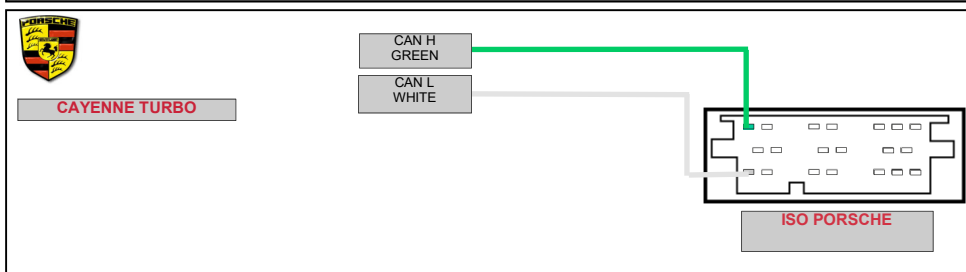 PORSCHE
CAYENNE TURBO
CAN H
GREEN
CAN L
WHITE
ISO PORSCHE